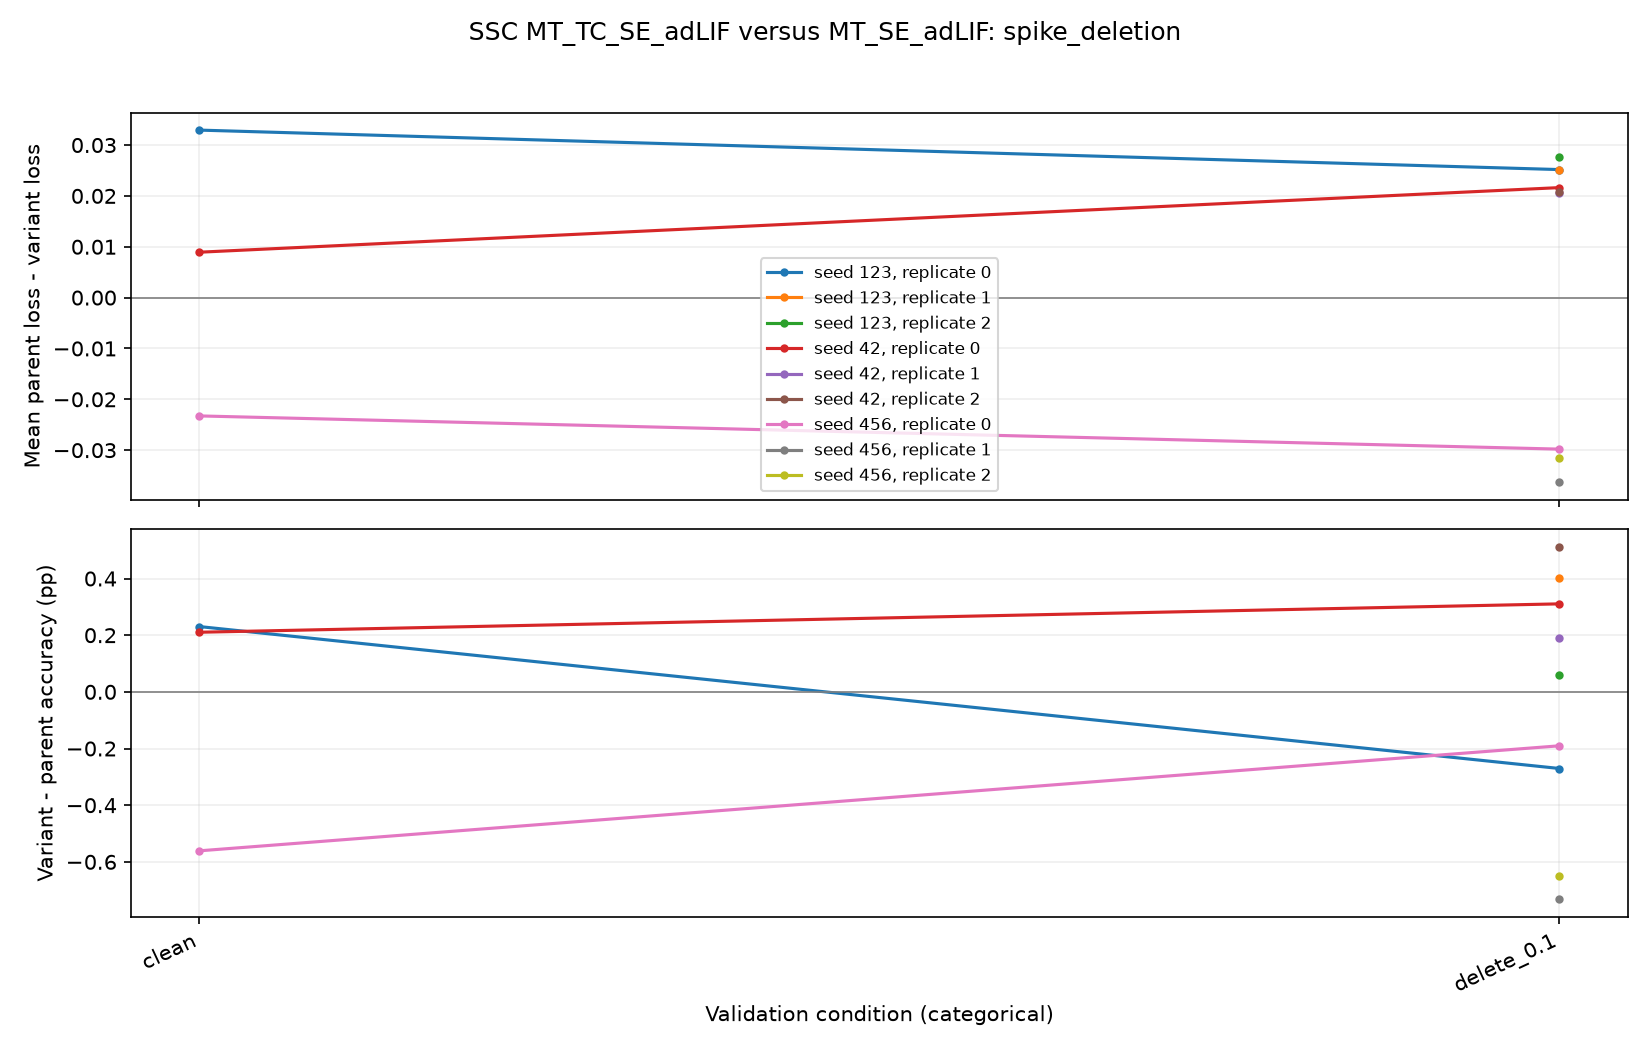 SSC MT_TC_SE_adLIF versus MT_SE_adLIF: spike_deletion
Mean parent loss - variant loss
0.03
0.02
0.01
0.00
−0.01
−0.02
−0.03
seed 123, replicate 0
seed 123, replicate 1
seed 123, replicate 2
seed 42, replicate 0
seed 42, replicate 1
seed 42, replicate 2
seed 456, replicate 0
seed 456, replicate 1
seed 456, replicate 2
Variant - parent accuracy (pp)
0.4
0.2
0.0
−0.2
−0.4
−0.6
clean
delete_0.1
Validation condition (categorical)